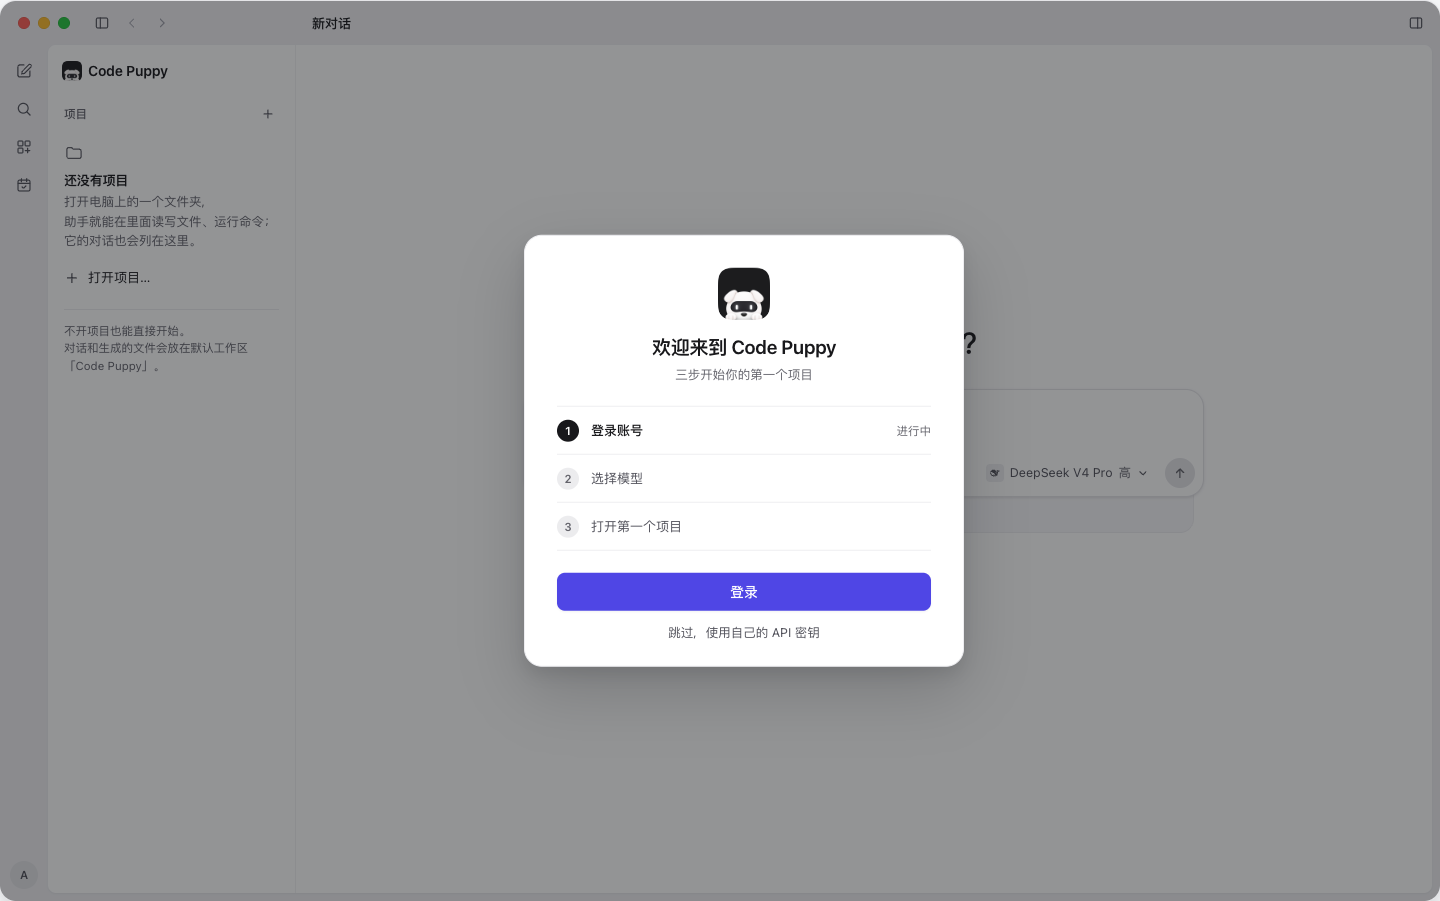 新对话
Code Puppy
项目
还没有项目
打开电脑上的一个文件夹，
助手就能在里面读写文件、运行命令；
它的对话也会列在这里。
打开项目...
不开项目也能直接开始。
对话和生成的文件会放在默认工作区
「Code Puppy」。
A
?
DeepSeek V4 Pro 高
欢迎来到 Code Puppy
三步开始你的第一个项目
1 登录账号 进行中
2 选择模型
3 打开第一个项目
登录
跳过，使用自己的 API 密钥